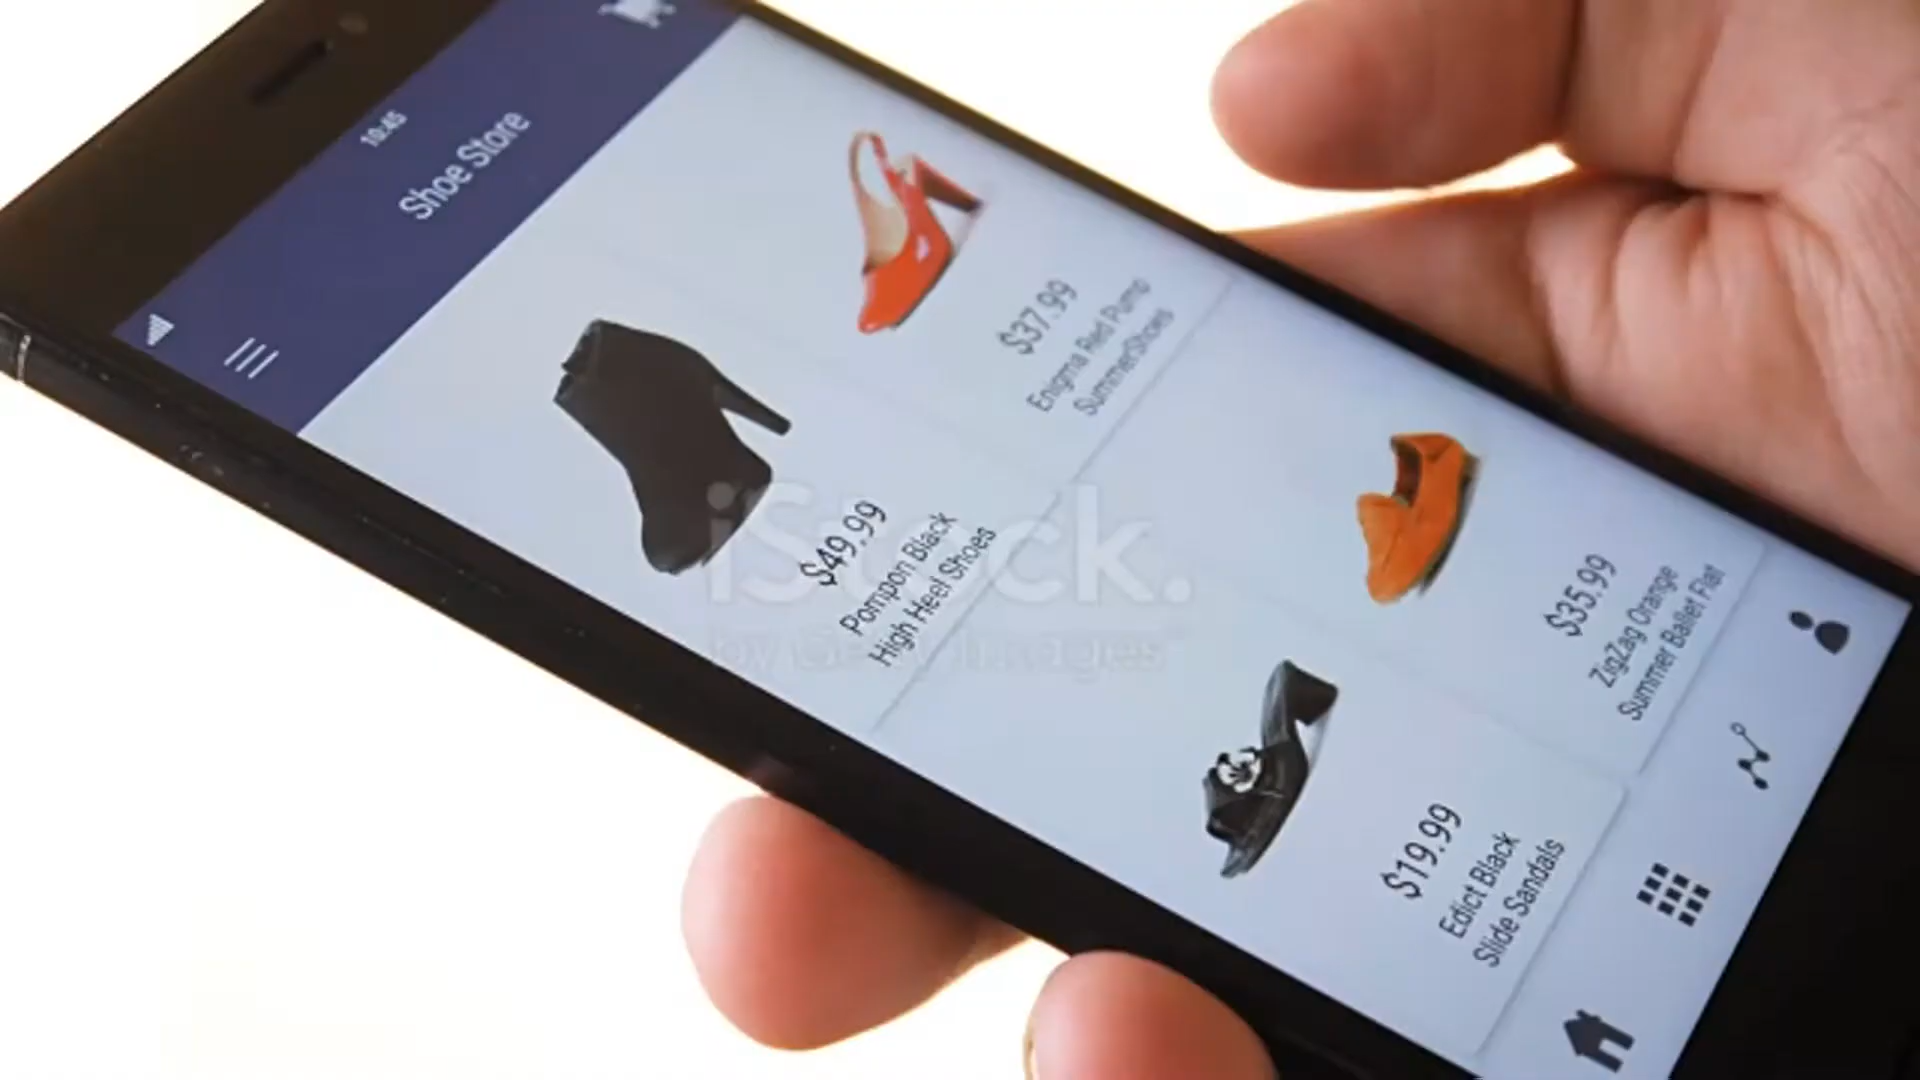 10:45
Shoe Store
$49.99
Pompon Black
High Heel Shoes
$37.99
Enigma Red Pump
SummerShoes
$19.99
Edict Black
Slide Sandals
$35.99
ZigZag Orange
Summer Ballet Flat
iStock.
by Getty Images